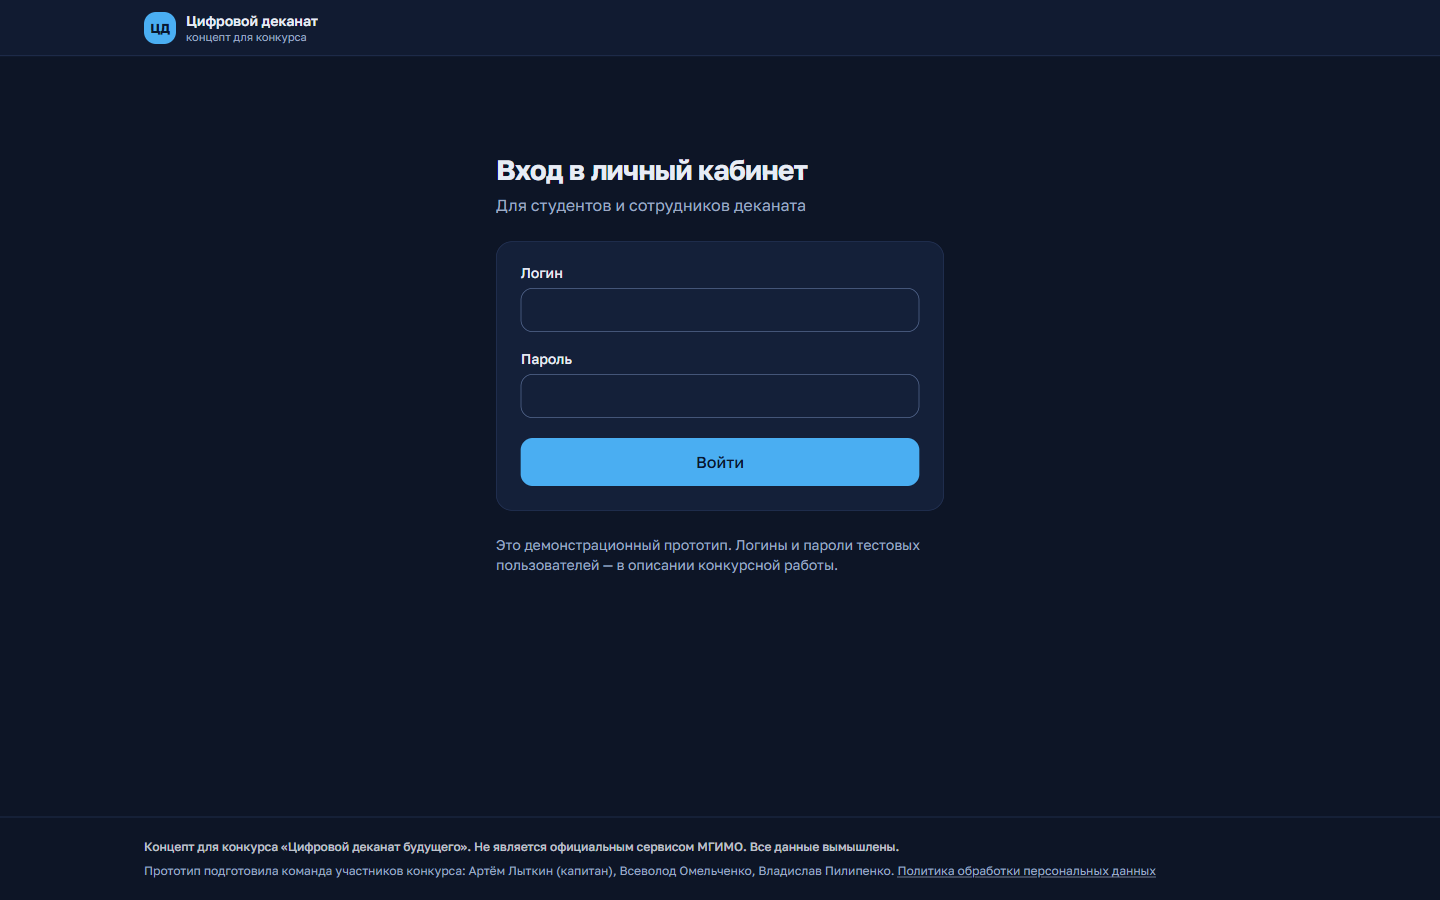 ЦД
Цифровой деканат
концепт для конкурса
Вход в личный кабинет
Для студентов и сотрудников деканата
Логин
Пароль
Войти
Это демонстрационный прототип. Логины и пароли тестовых
пользователей — в описании конкурсной работы.
Концепт для конкурса «Цифровой деканат будущего». Не является официальным сервисом МГИМО. Все данные вымышлены.
Прототип подготовила команда участников конкурса: Артём Лыткин (капитан), Всеволод Омельченко, Владислав Пилипенко. Политика обработки персональных данных